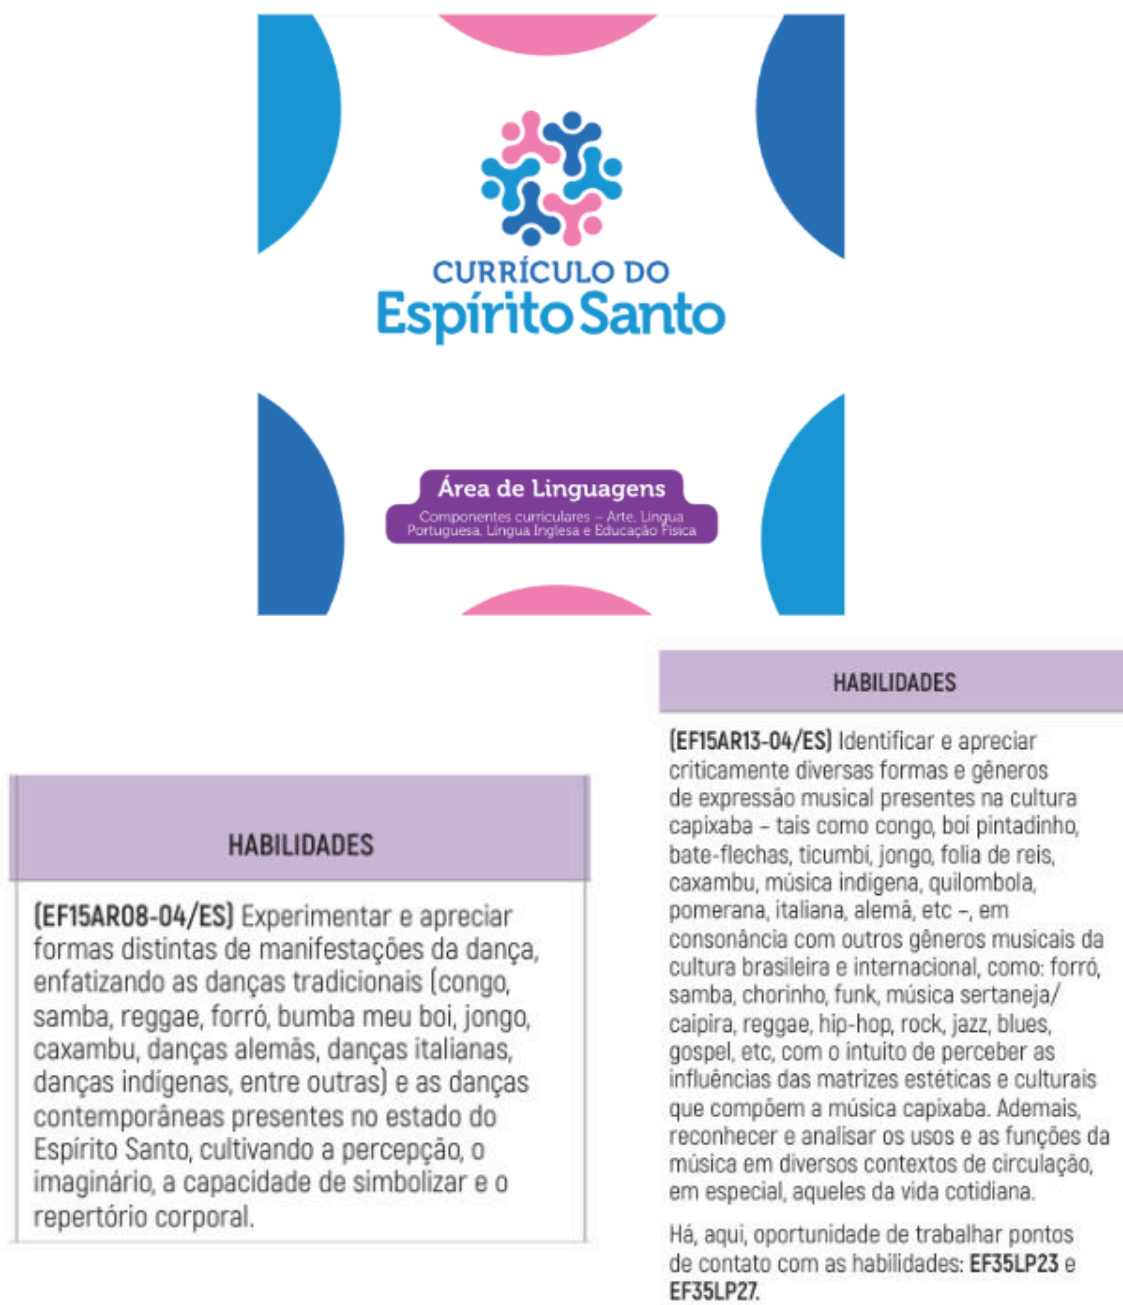 CURRÍCULO DO
Espírito Santo
Área de Linguagens
Componentes curriculares – Arte, Língua
Portuguesa, Língua Inglesa e Educação Física
HABILIDADES
(EF15AR08-04/ES) Experimentar e apreciar
formas distintas de manifestações da dança,
enfatizando as danças tradicionais (congo,
samba, reggae, forró, bumba meu boi, jongo,
caxambu, danças alemãs, danças italianas,
danças indígenas, entre outras) e as danças
contemporâneas presentes no estado do
Espírito Santo, cultivando a percepção, o
imaginário, a capacidade de simbolizar e o
repertório corporal.
HABILIDADES
(EF15AR13-04/ES) Identificar e apreciar
criticamente diversas formas e gêneros
de expressão musical presentes na cultura
capixaba – tais como congo, boi pintadinho,
bate-flechas, ticumbí, jongo, folia de reis,
caxambu, música indígena, quilombola,
pomerana, italiana, alemã, etc –, em
consonância com outros gêneros musicais da
cultura brasileira e internacional, como: forró,
samba, chorinho, funk, música sertaneja/
caipira, reggae, hip-hop, rock, jazz, blues,
gospel, etc, com o intuito de perceber as
influências das matrizes estéticas e culturais
que compõem a música capixaba. Ademais,
reconhecer e analisar os usos e as funções da
música em diversos contextos de circulação,
em especial, aqueles da vida cotidiana.
Há, aqui, oportunidade de trabalhar pontos
de contato com as habilidades: EF35LP23 e
EF35LP27.